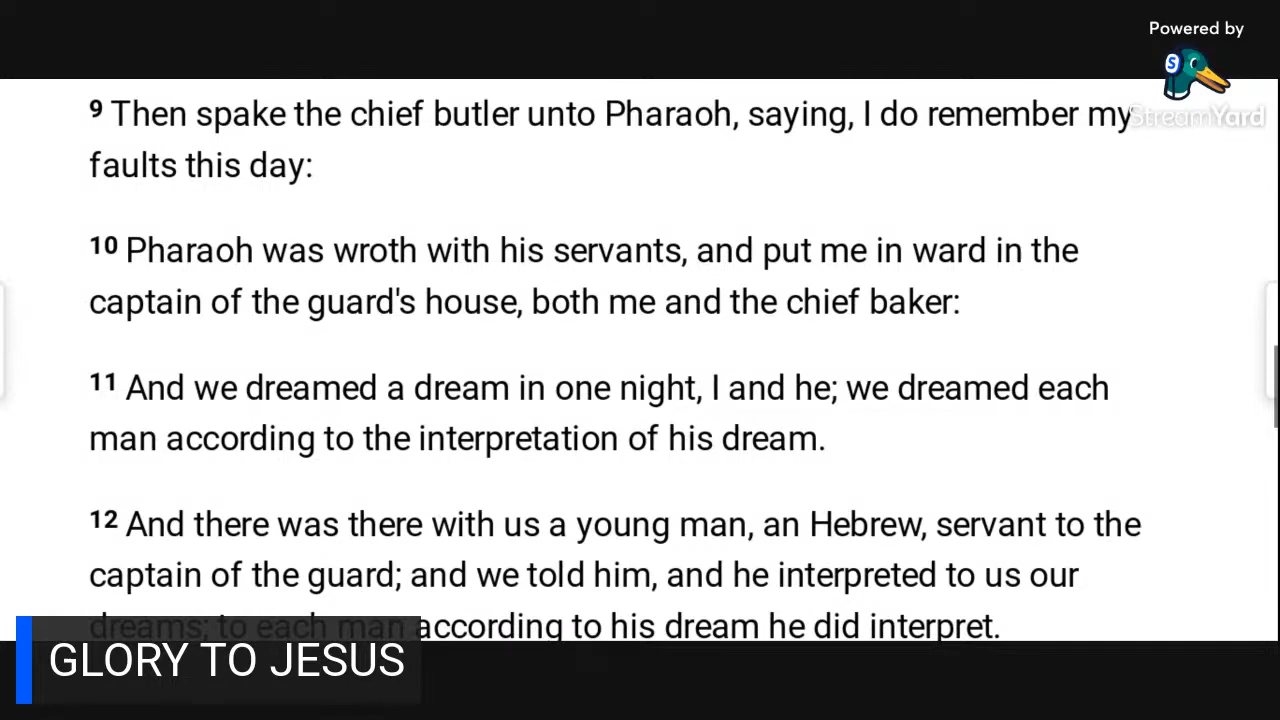 Powered by
StreamYard
9 Then spake the chief butler unto Pharaoh, saying, I do remember my
faults this day:
10 Pharaoh was wroth with his servants, and put me in ward in the
captain of the guard's house, both me and the chief baker:
11 And we dreamed a dream in one night, I and he; we dreamed each
man according to the interpretation of his dream.
12 And there was there with us a young man, an Hebrew, servant to the
captain of the guard; and we told him, and he interpreted to us our
dreams; to each man according to his dream he did interpret.
GLORY TO JESUS